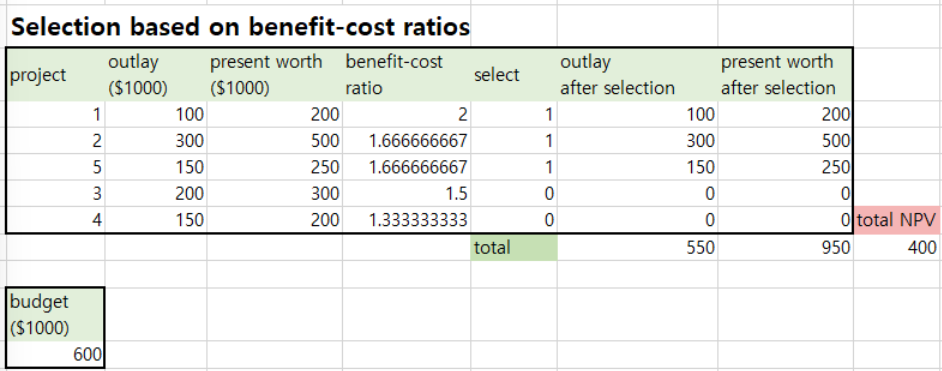 Selection based on benefit-cost ratios
project outlay ($1000) present worth ($1000) benefit-cost ratio select outlay after selection present worth after selection
1 100 200 2 1 100 200
2 300 500 1.666666667 1 300 500
5 150 250 1.666666667 1 150 250
3 200 300 1.5 0 0 0
4 150 200 1.333333333 0 0 0 total NPV
total 550 950 400
budget
($1000)
600